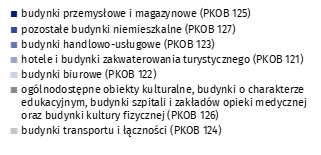 budynki przemysłowe i magazynowe (PKOB 125)
pozostałe budynki niemieszkalne (PKOB 127)
budynki handlowo-usługowe (PKOB 123)
hotele i budynki zakwaterowania turystycznego (PKOB 121)
budynki biurowe (PKOB 122)
ogólnodostępne obiekty kulturalne, budynki o charakterze
edukacyjnym, budynki szpitali i zakładów opieki medycznej
oraz budynki kultury fizycznej (PKOB 126)
budynki transportu i łączności (PKOB 124)